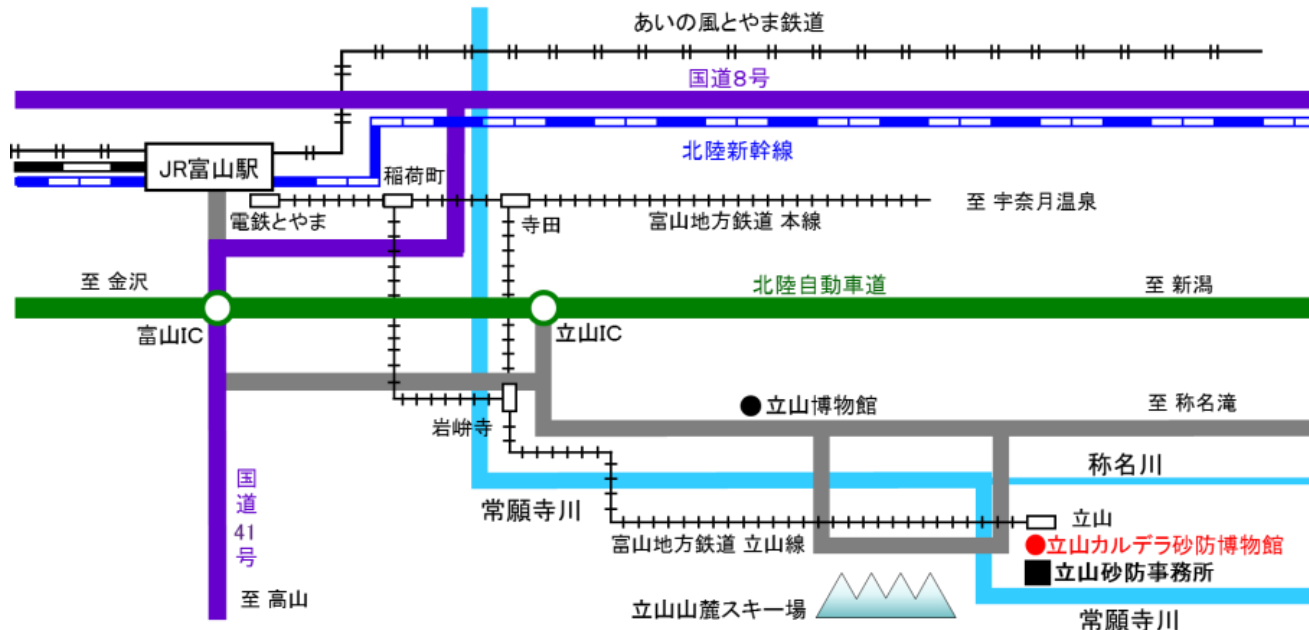 あいの風とやま鉄道
国道8号
北陸新幹線
JR富山駅
稲荷町
電鉄とやま
寺田
富山地方鉄道 本線
至 宇奈月温泉
至 金沢
北陸自動車道
至 新潟
富山IC
立山IC
立山博物館
至 称名滝
岩峅寺
称名川
国道41号
常願寺川
立山
富山地方鉄道 立山線
立山カルデラ砂防博物館
立山砂防事務所
至 高山
立山山麓スキー場
常願寺川